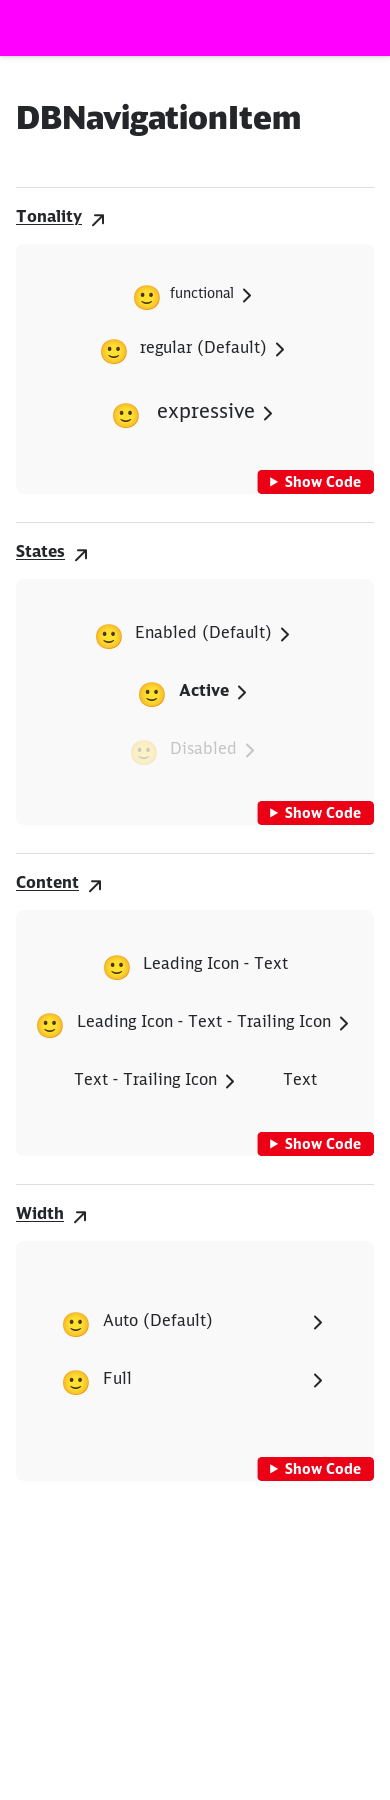 DBNavigationItem
Tonality
functional
regular (Default)
expressive
Show Code
States
Enabled (Default)
Active
Disabled
Show Code
Content
Leading Icon - Text
Leading Icon - Text - Trailing Icon
Text - Trailing Icon Text
Show Code
Width
Auto (Default)
Full
Show Code